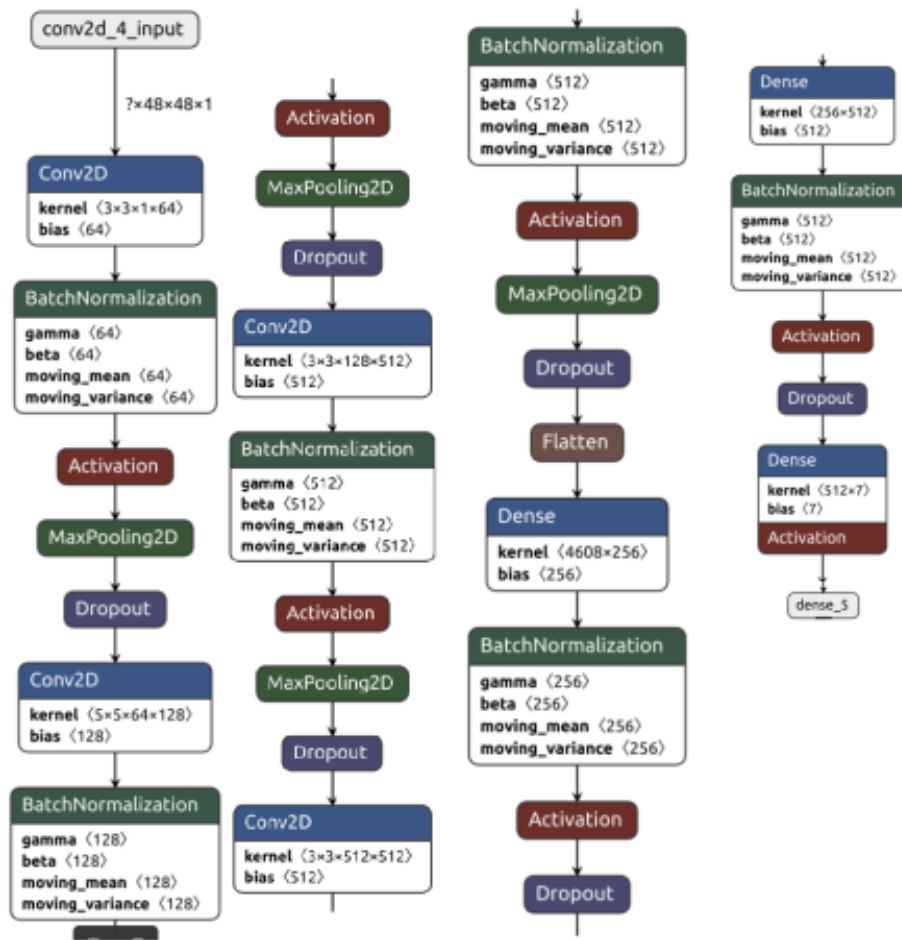 conv2d_4_input
?×48×48×1
Conv2D
kernel ⟨3×3×1×64⟩
bias ⟨64⟩
BatchNormalization
gamma ⟨64⟩
beta ⟨64⟩
moving_mean ⟨64⟩
moving_variance ⟨64⟩
Activation
MaxPooling2D
Dropout
Conv2D
kernel ⟨5×5×64×128⟩
bias ⟨128⟩
BatchNormalization
gamma ⟨128⟩
beta ⟨128⟩
moving_mean ⟨128⟩
moving_variance ⟨128⟩
Activation
MaxPooling2D
Dropout
Conv2D
kernel ⟨3×3×128×512⟩
bias ⟨512⟩
BatchNormalization
gamma ⟨512⟩
beta ⟨512⟩
moving_mean ⟨512⟩
moving_variance ⟨512⟩
Activation
MaxPooling2D
Dropout
Conv2D
kernel ⟨3×3×512×512⟩
bias ⟨512⟩
BatchNormalization
gamma ⟨512⟩
beta ⟨512⟩
moving_mean ⟨512⟩
moving_variance ⟨512⟩
Activation
MaxPooling2D
Dropout
Flatten
Dense
kernel ⟨4608×256⟩
bias ⟨256⟩
BatchNormalization
gamma ⟨256⟩
beta ⟨256⟩
moving_mean ⟨256⟩
moving_variance ⟨256⟩
Activation
Dropout
Dense
kernel ⟨256×512⟩
bias ⟨512⟩
BatchNormalization
gamma ⟨512⟩
beta ⟨512⟩
moving_mean ⟨512⟩
moving_variance ⟨512⟩
Activation
Dropout
Dense
kernel ⟨512×7⟩
bias ⟨7⟩
Activation
dense_5